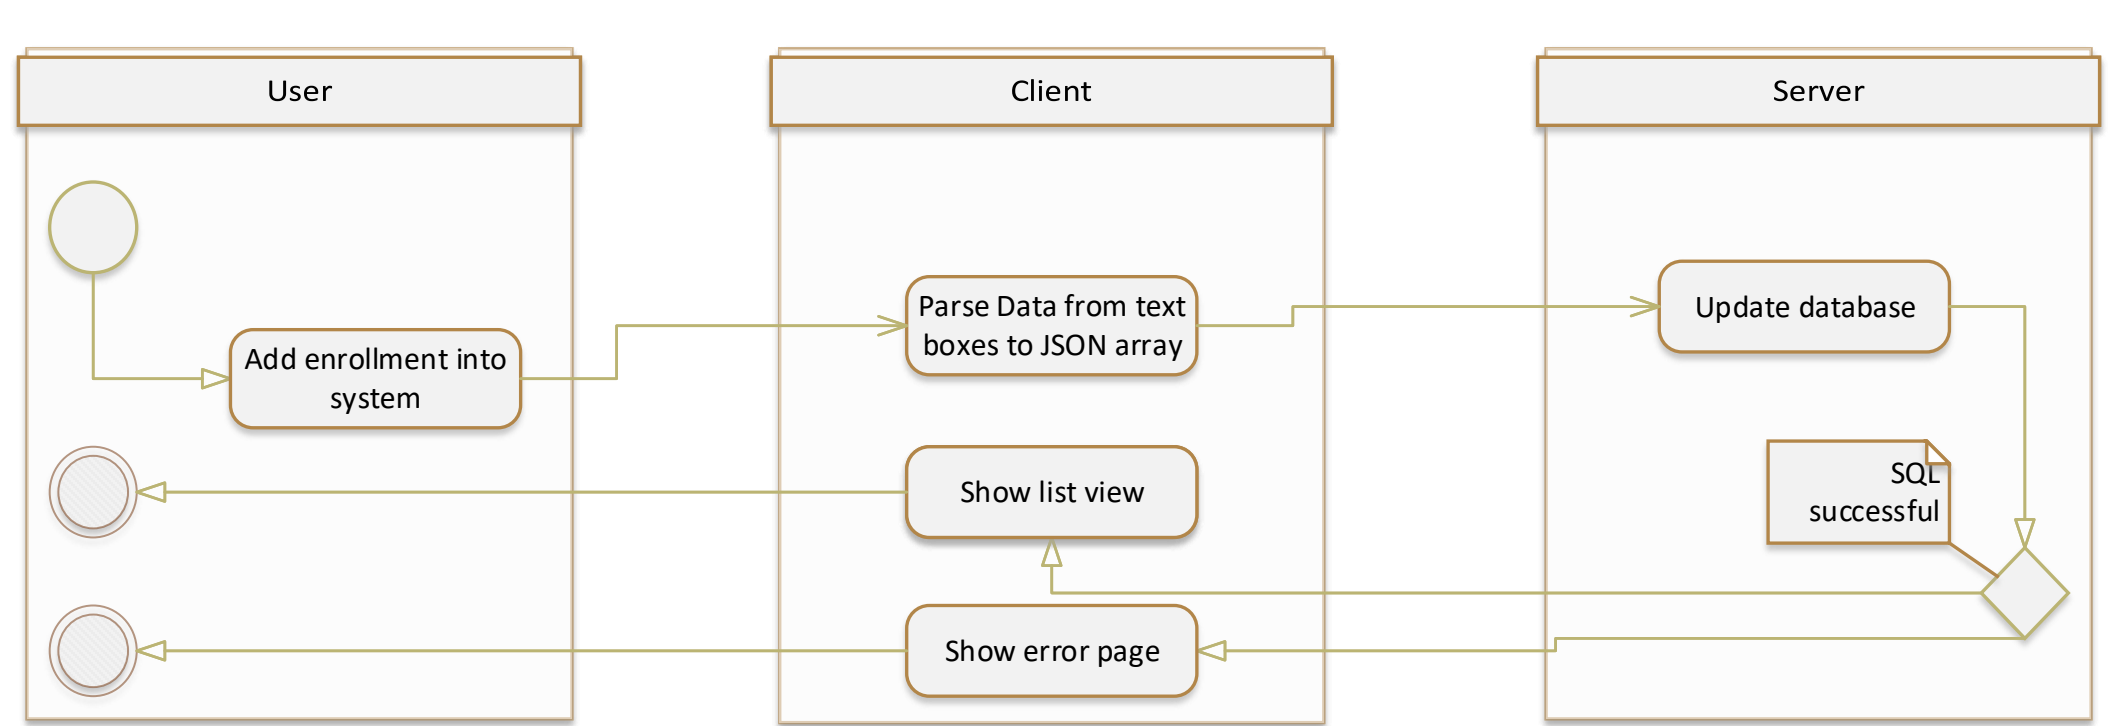 User
Client
Server
Add enrollment into
system
Parse Data from text
boxes to JSON array
Update database
Show list view
SQL
successful
Show error page